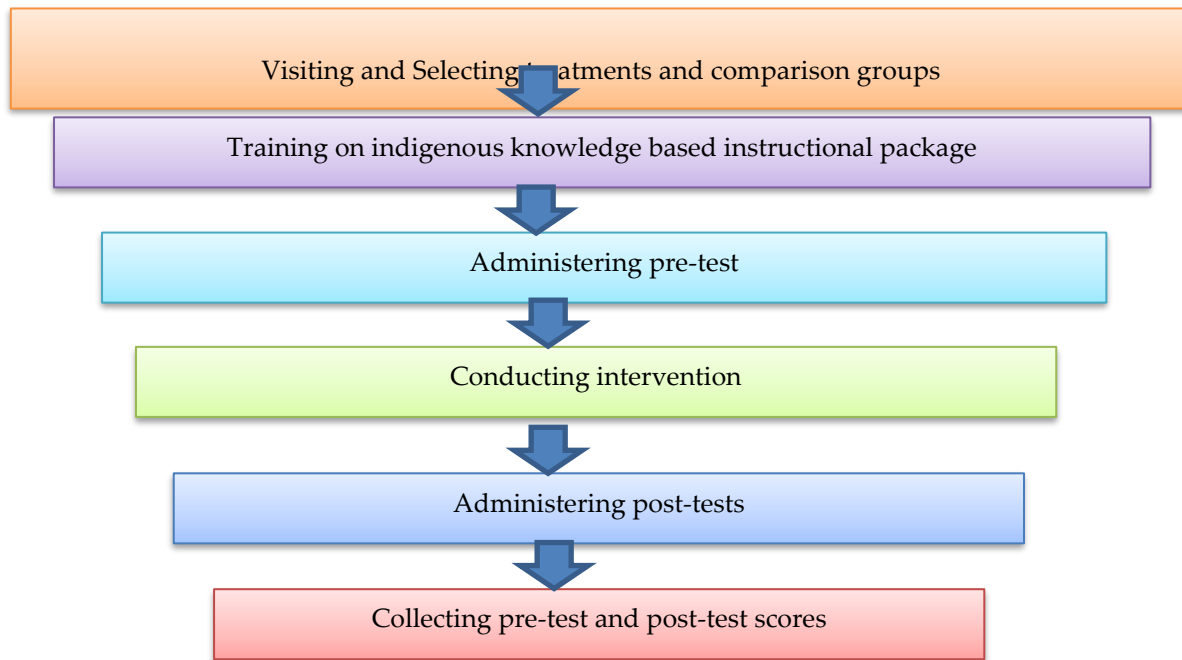 Visiting and Selecting treatments and comparison groups
Training on indigenous knowledge based instructional package
Administering pre-test
Conducting intervention
Administering post-tests
Collecting pre-test and post-test scores